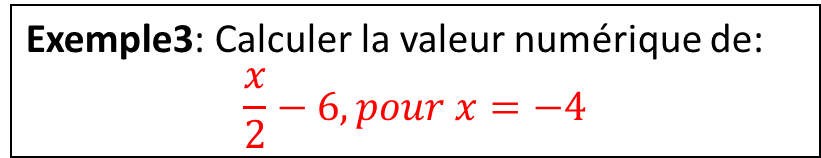 Exemple3: Calculer la valeur numérique de:
x/2 − 6, pour x = −4